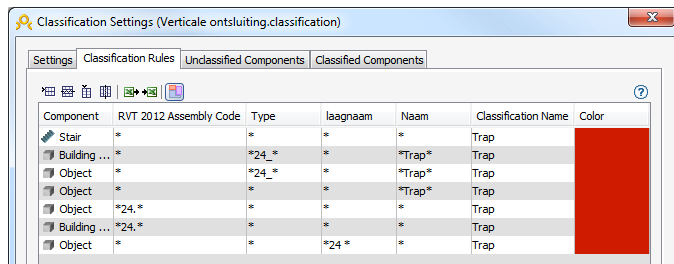 Classification Settings (Verticale ontsluiting.classification)
Settings Classification Rules Unclassified Components Classified Components
Component RVT 2012 Assembly Code Type laagnaam Naam Classification Name Color
Stair * * * * Trap
Building ... * *24_* * *Trap* Trap
Object * *24_* * *Trap* Trap
Object * * * *Trap* Trap
Object *24.* * * * Trap
Building ... *24.* * * * Trap
Object * * *24 * * Trap